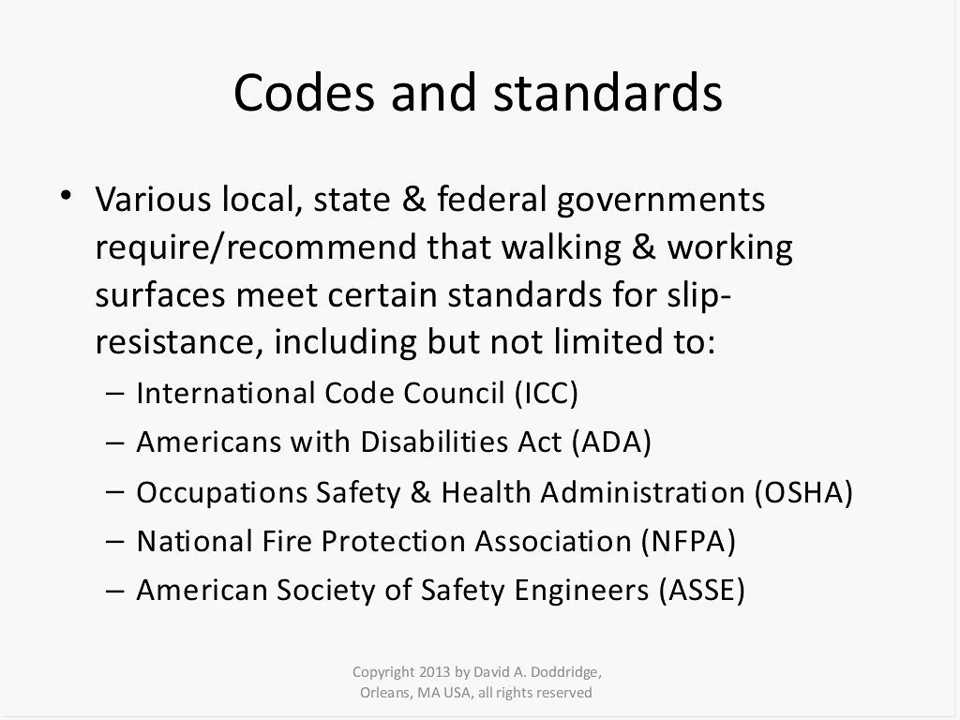 Codes and standards
• Various local, state & federal governments
require/recommend that walking & working
surfaces meet certain standards for slip-
resistance, including but not limited to:
– International Code Council (ICC)
– Americans with Disabilities Act (ADA)
– Occupations Safety & Health Administration (OSHA)
– National Fire Protection Association (NFPA)
– American Society of Safety Engineers (ASSE)
Copyright 2013 by David A. Doddridge,
Orleans, MA USA, all rights reserved